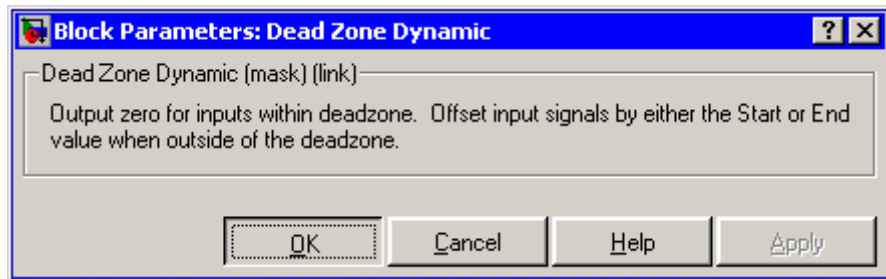 Block Parameters: Dead Zone Dynamic
Dead Zone Dynamic (mask) (link)
Output zero for inputs within deadzone.  Offset input signals by either the Start or End
value when outside of the deadzone.
OK Cancel Help Apply